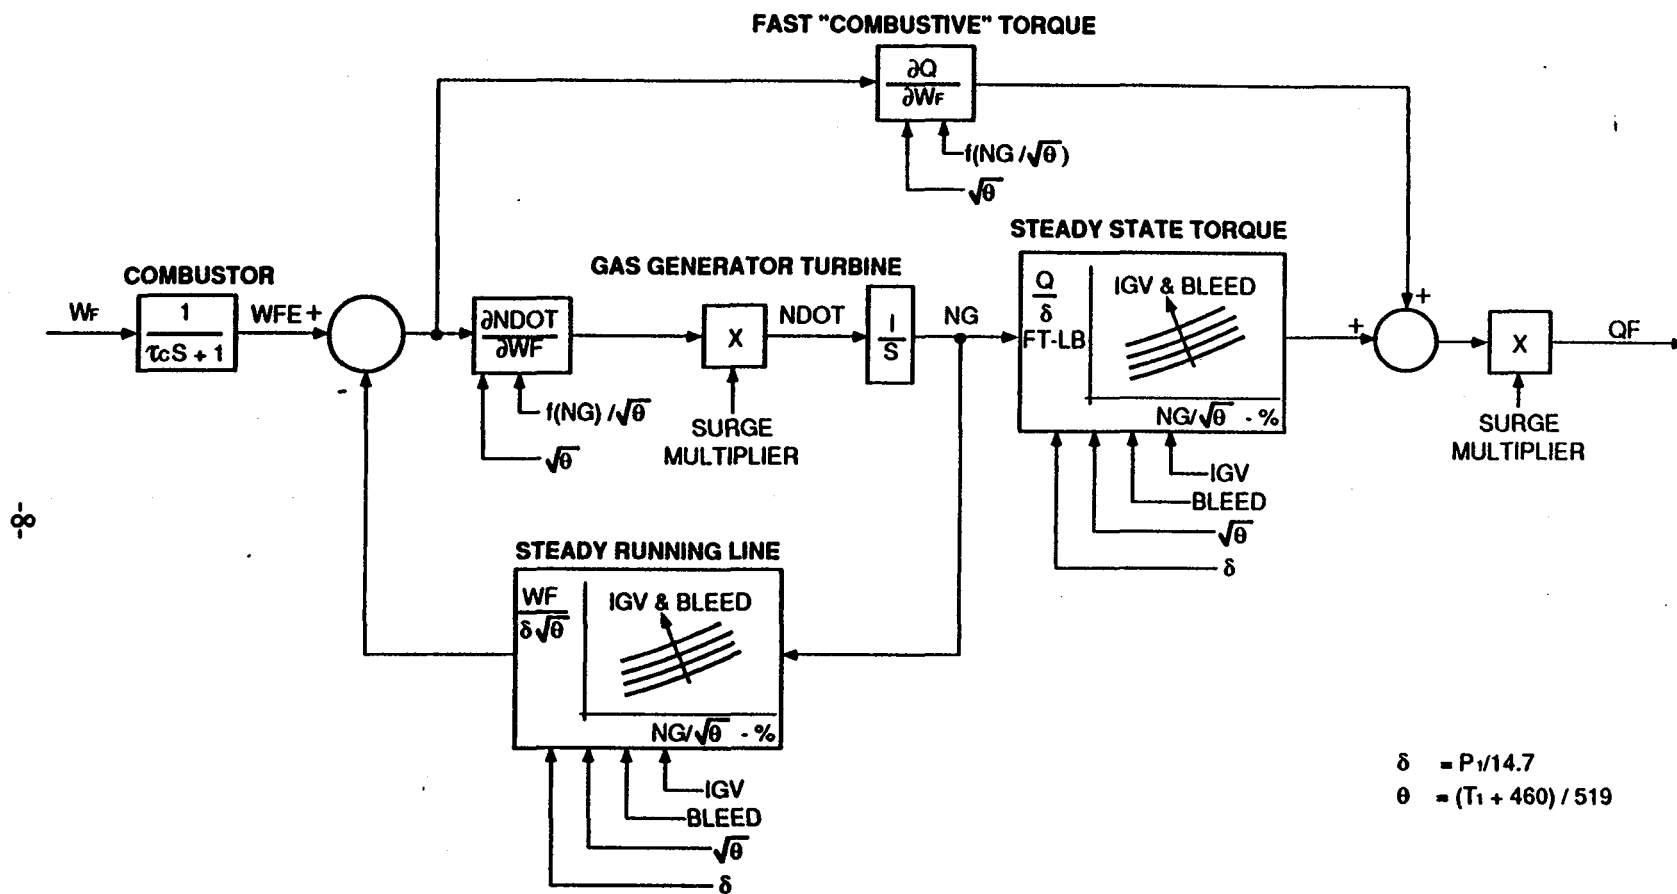 FAST "COMBUSTIVE" TORQUE
∂Q
∂WF
f(NG/√θ)
√θ
STEADY STATE TORQUE
COMBUSTOR
GAS GENERATOR TURBINE
WF
1
τcS + 1
WFE +
∂NDOT
∂WF
X
NDOT
1
S
NG
Q
δ
FT-LB
IGV & BLEED
NG/√θ - %
+
+
X
QF
f(NG)/√θ
√θ
SURGE
MULTIPLIER
SURGE
MULTIPLIER
IGV
BLEED
√θ
δ
-8-
STEADY RUNNING LINE
WF
δ√θ
IGV & BLEED
NG/√θ - %
IGV
BLEED
√θ
δ
δ = P1/14.7
θ = (T1 + 460) / 519